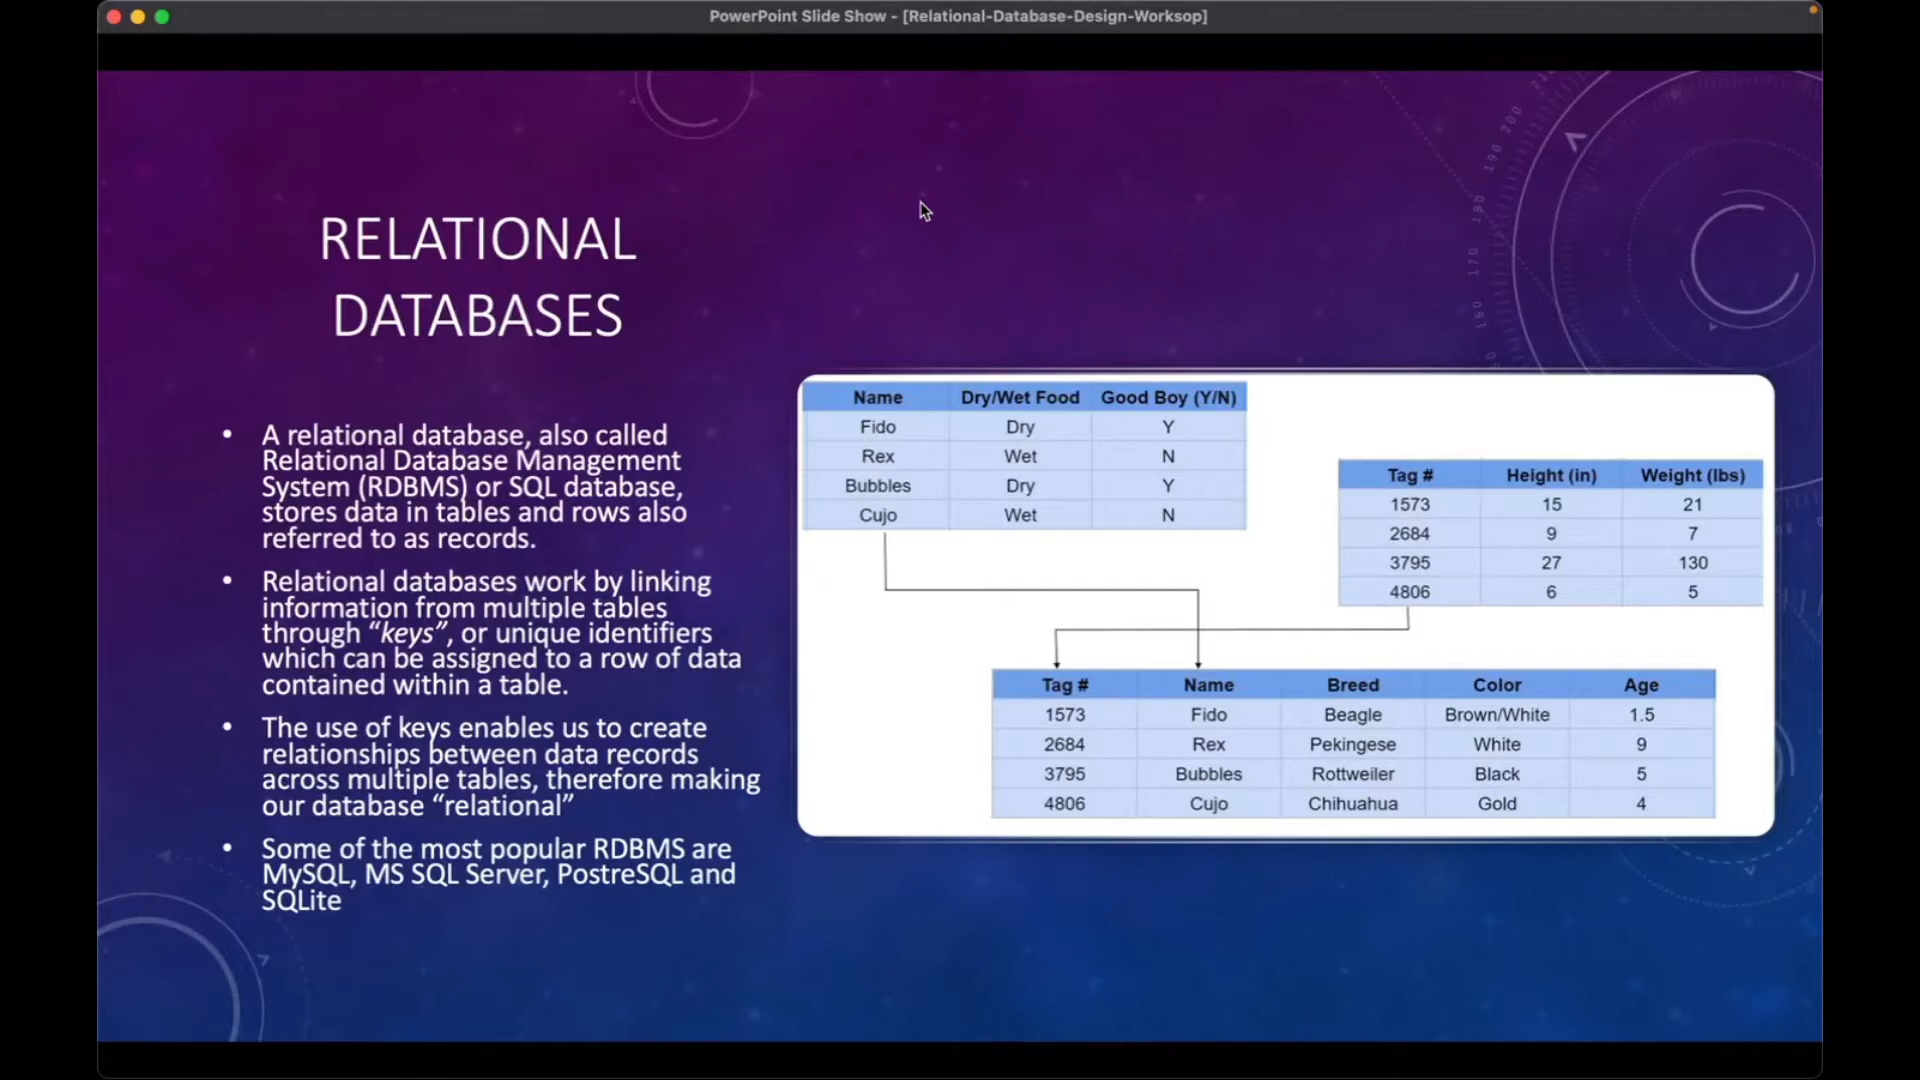 PowerPoint Slide Show - [Relational-Database-Design-Worksop]
RELATIONAL
DATABASES
• A relational database, also called
Relational Database Management
System (RDBMS) or SQL database,
stores data in tables and rows also
referred to as records.
• Relational databases work by linking
information from multiple tables
through “keys”, or unique identifiers
which can be assigned to a row of data
contained within a table.
• The use of keys enables us to create
relationships between data records
across multiple tables, therefore making
our database “relational”
• Some of the most popular RDBMS are
MySQL, MS SQL Server, PostreSQL and
SQLite
Name Dry/Wet Food Good Boy (Y/N)
Fido Dry Y
Rex Wet N
Bubbles Dry Y
Cujo Wet N
Tag # Height (in) Weight (lbs)
1573 15 21
2684 9 7
3795 27 130
4806 6 5
Tag # Name Breed Color Age
1573 Fido Beagle Brown/White 1.5
2684 Rex Pekingese White 9
3795 Bubbles Rottweiler Black 5
4806 Cujo Chihuahua Gold 4
200
190
180
170
160